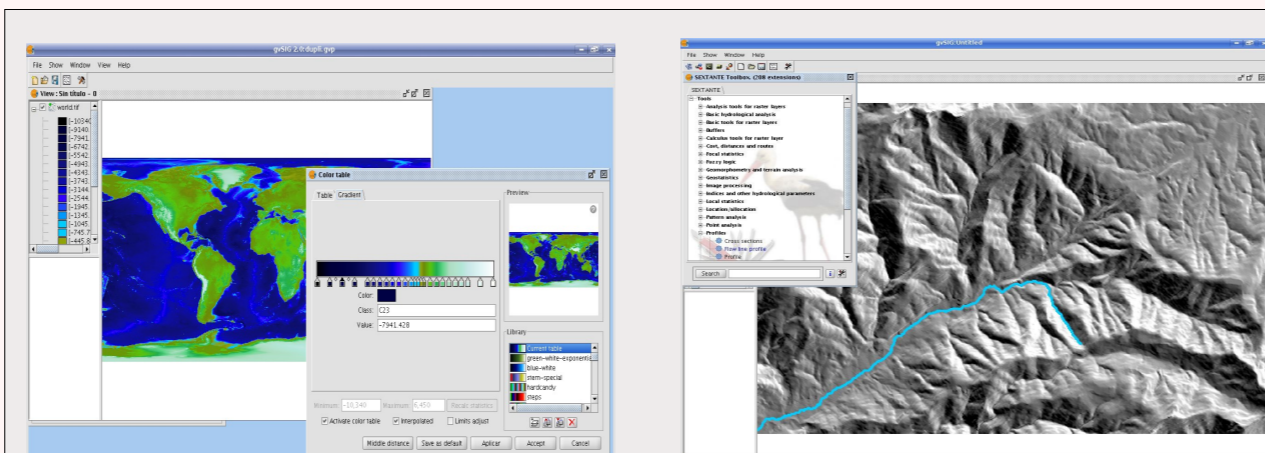 gvSIG 2.0:dupli.gvp
File Show Window View Help
View : Sin título - 0
world.tif
[-10340
[-9140.
[-7941.
[-6742.
[-5542.
[-4943.
[-4343.
[-3743.
[-3144.
[-2544.
[-1945.
[-1345.
[-1045.
[-745.7
[-445.8
Color table
Table Gradient
Color:
Class: C23
Value: -7941.428
Minimum: -10,340 Maximum: 6,450 Recalc statistics
Activate color table Interpolated Limits adjust
Middle distance Save as default Aplicar Accept Cancel
Preview
Library
Current table
green-white-exponentia
blue-white
stern-special
hardcandy
steps
gvSIG:Untitled
File Show Window Help
SEXTANTE Toolbox. (288 extensions)
SEXTANTE
Tools
Analysis tools for raster layers
Basic hydrological analysis
Basic tools for raster layers
Buffers
Calculus tools for raster layer
Cost, distances and routes
Focal statistics
Fuzzy logic
Geomorphometry and terrain analysis
Geostatistics
Image processing
Indices and other hydrological parameters
Local statistics
Location/allocation
Pattern analysis
Point analysis
Profiles
Cross sections
Flow line profile
Profile
Search